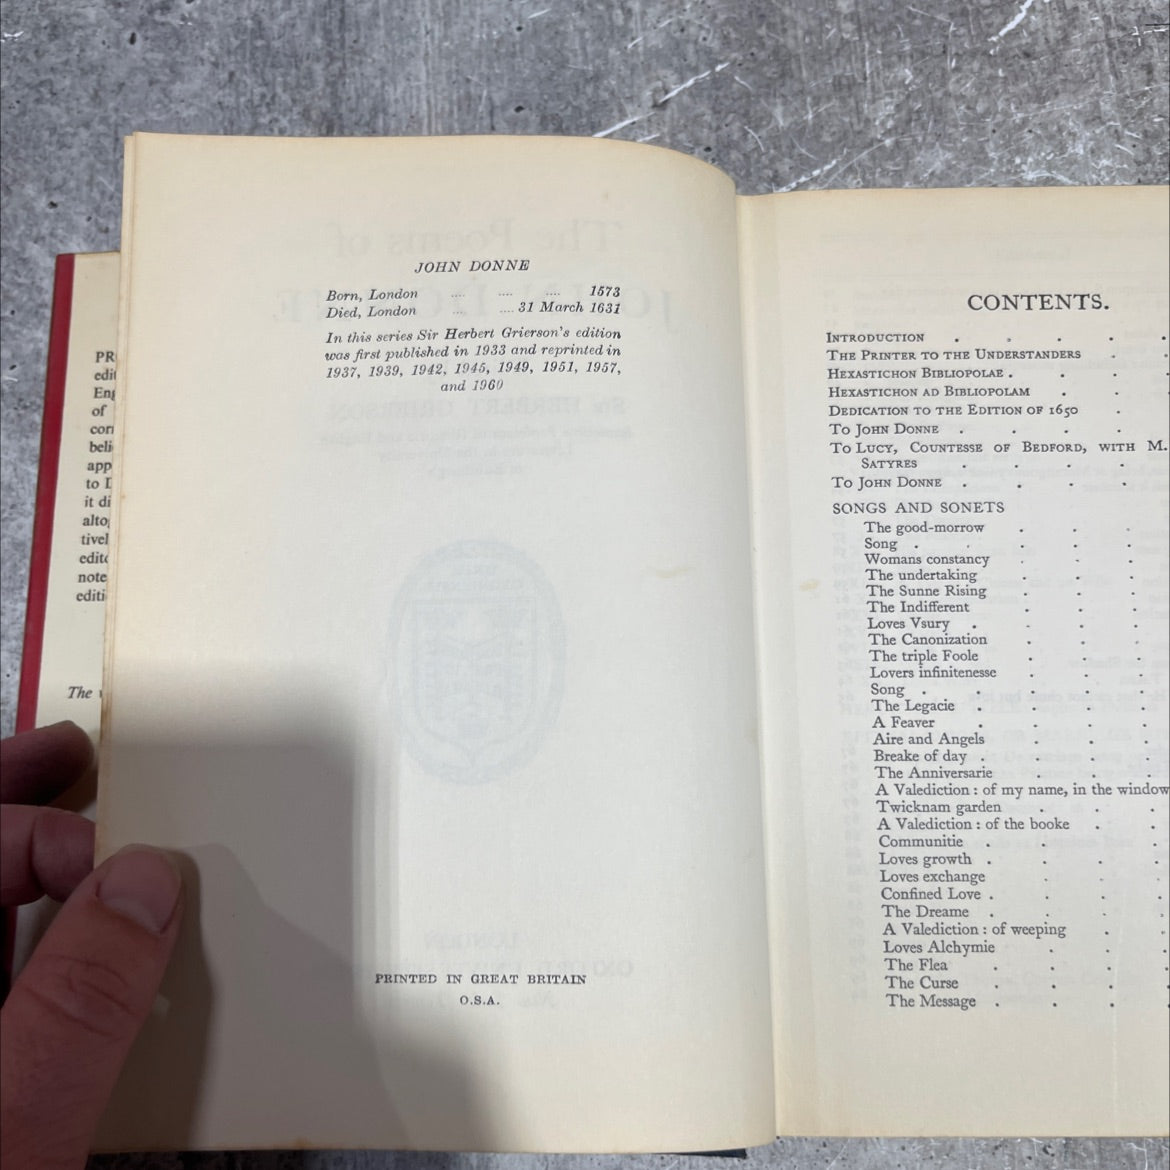 JOHN DONNE
Born, London .... .... .... 1573
Died, London .... .... 31 March 1631
In this series Sir Herbert Grierson's edition
was first published in 1933 and reprinted in
1937, 1939, 1942, 1945, 1949, 1951, 1957,
and 1960
PRINTED IN GREAT BRITAIN
O.S.A.
CONTENTS.
INTRODUCTION
THE PRINTER TO THE UNDERSTANDERS
HEXASTICHON BIBLIOPOLAE
HEXASTICHON AD BIBLIOPOLAM
DEDICATION TO THE EDITION OF 1650
TO JOHN DONNE
TO LUCY, COUNTESSE OF BEDFORD, WITH M.
SATYRES
TO JOHN DONNE
SONGS AND SONETS
The good-morrow
Song
Womans constancy
The undertaking
The Sunne Rising
The Indifferent
Loves Vsury
The Canonization
The triple Foole
Lovers infinitenesse
Song
The Legacie
A Feaver
Aire and Angels
Breake of day
The Anniversarie
A Valediction : of my name, in the window
Twicknam garden
A Valediction : of the booke
Communitie
Loves growth
Loves exchange
Confined Love
The Dreame
A Valediction : of weeping
Loves Alchymie
The Flea
The Curse
The Message